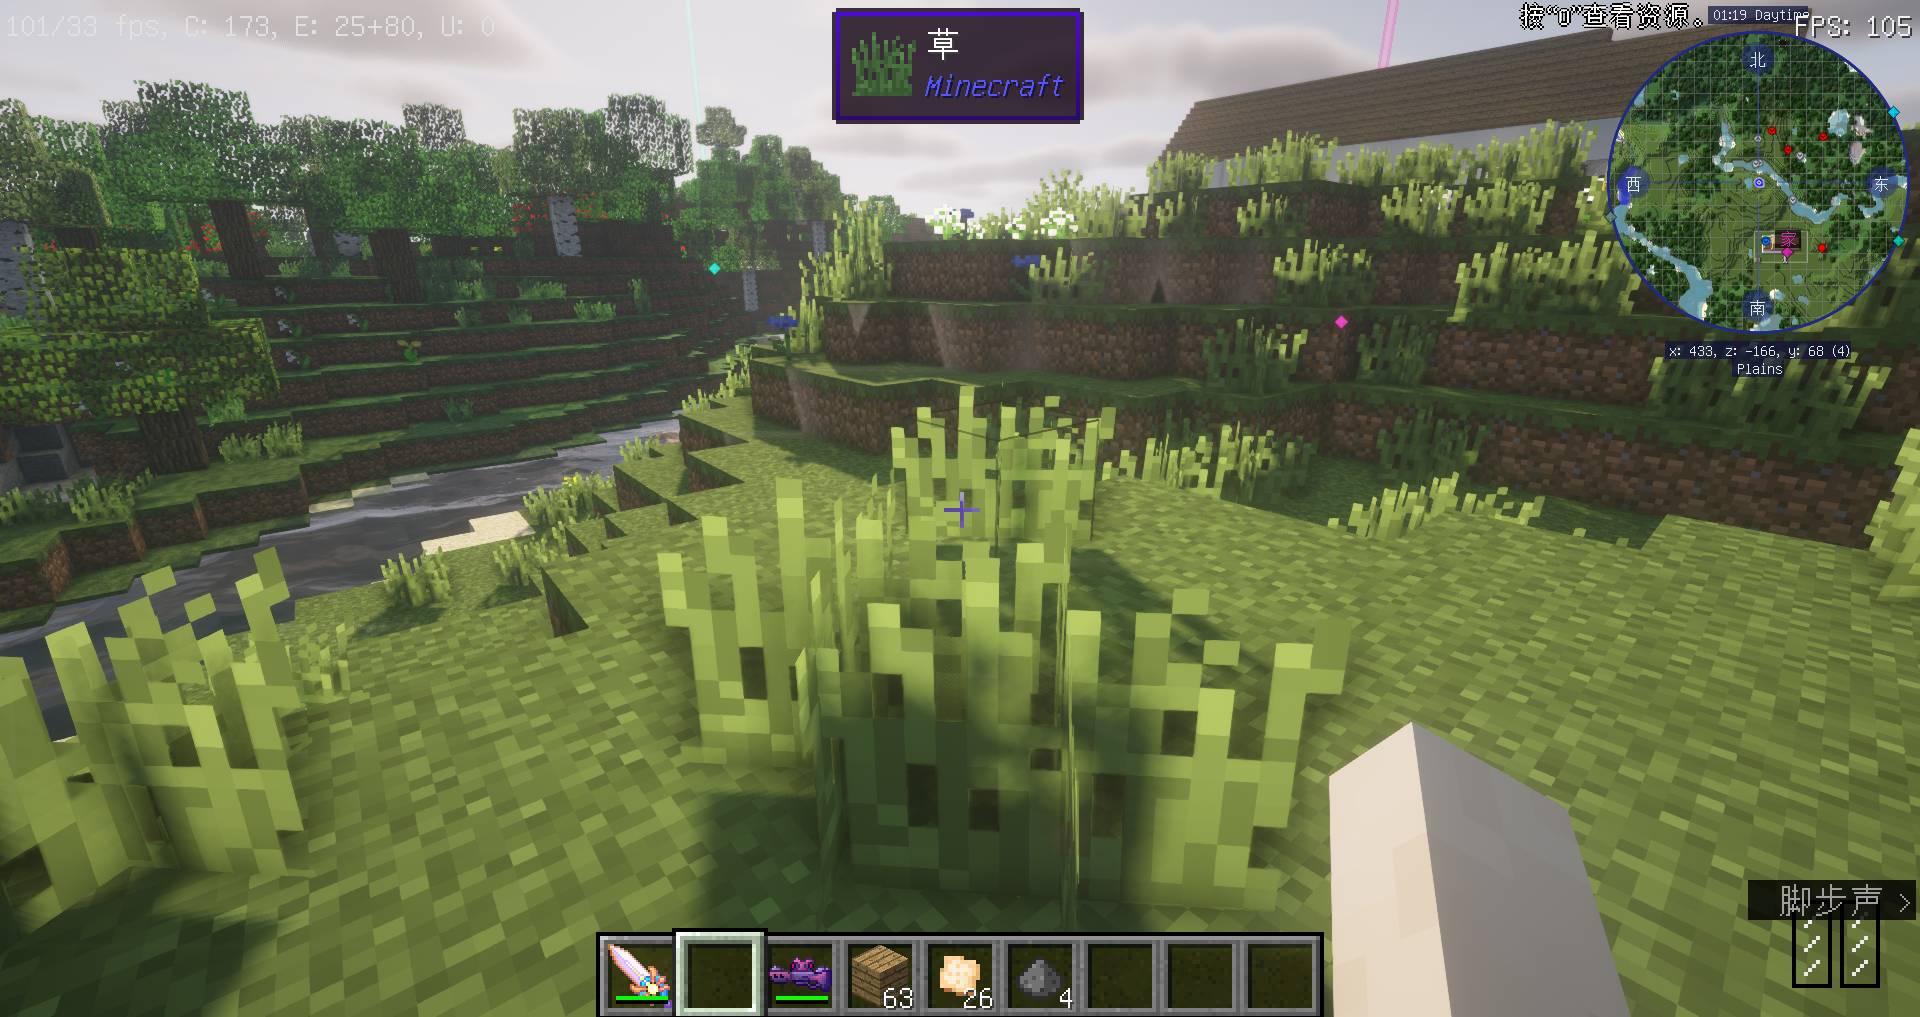 101/33 fps, C: 173, E: 25+80, U: 0
草
Minecraft
按“0”查看资源。
01:19 Daytime
FPS: 105
北
西
东
家
南
x: 433, z: -166, y: 68 (4)
Plains
脚步声 >
63
26
4